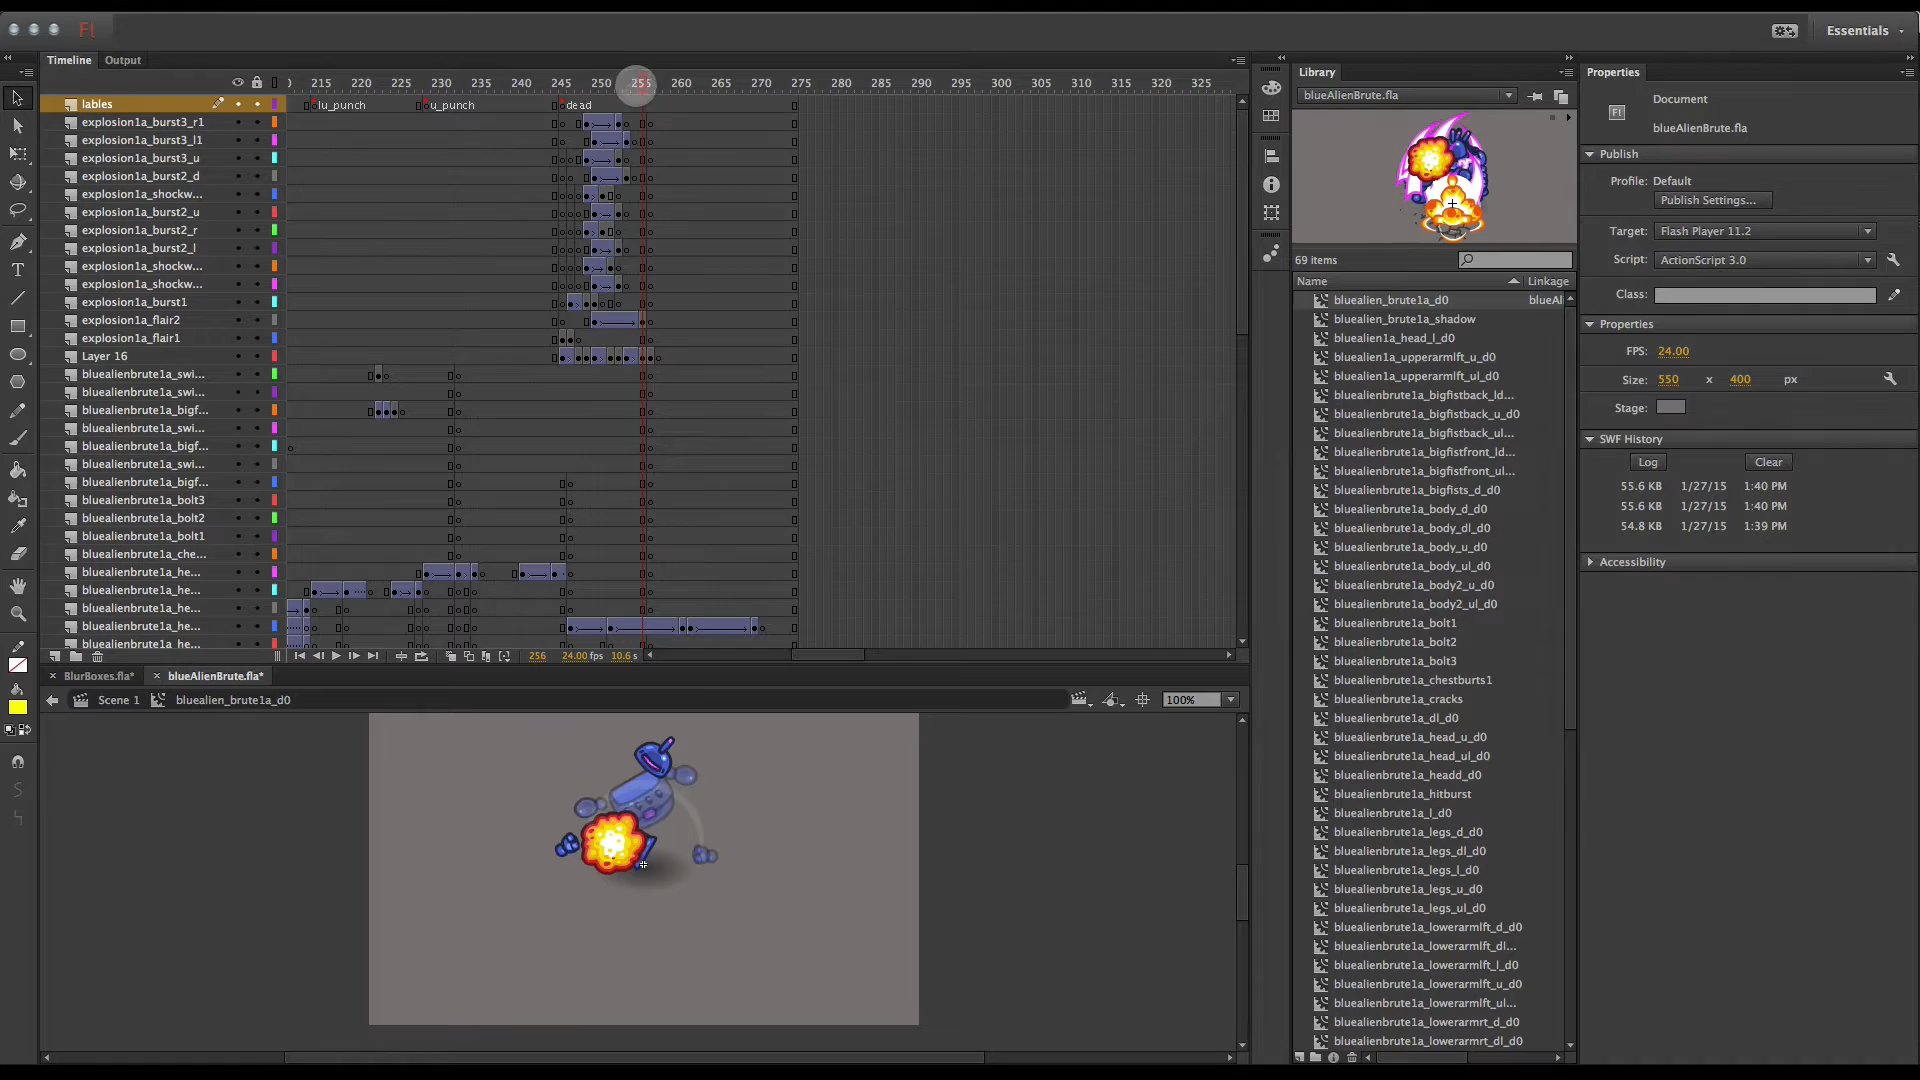 Fl
Essentials
Timeline
Output
215 220 225 230 235 240 245 250 255 260 265 270 275 280 285 290 295 300 305 310 315 320 325
lables
lu_punch
u_punch
dead
explosion1a_burst3_r1
explosion1a_burst3_l1
explosion1a_burst3_u
explosion1a_burst2_d
explosion1a_shockw...
explosion1a_burst2_u
explosion1a_burst2_r
explosion1a_burst2_l
explosion1a_shockw...
explosion1a_shockw...
explosion1a_burst1
explosion1a_flair2
explosion1a_flair1
Layer 16
bluealienbrute1a_swi...
bluealienbrute1a_swi...
bluealienbrute1a_bigf...
bluealienbrute1a_swi...
bluealienbrute1a_bigf...
bluealienbrute1a_swi...
bluealienbrute1a_bigf...
bluealienbrute1a_bolt3
bluealienbrute1a_bolt2
bluealienbrute1a_bolt1
bluealienbrute1a_che...
bluealienbrute1a_he...
bluealienbrute1a_he...
bluealienbrute1a_he...
bluealienbrute1a_he...
bluealienbrute1a_he...
256 24.00 fps 10.6 s
BlurBoxes.fla*
blueAlienBrute.fla*
Scene 1
bluealien_brute1a_d0
100%
Library
blueAlienBrute.fla
69 items
Name
Linkage
bluealien_brute1a_d0 blueAl
bluealien_brute1a_shadow
bluealien1a_head_l_d0
bluealien1a_upperarmlft_u_d0
bluealien1a_upperarmlft_ul_d0
bluealienbrute1a_bigfistback_ld...
bluealienbrute1a_bigfistback_u_d0
bluealienbrute1a_bigfistback_ul...
bluealienbrute1a_bigfistfront_ld...
bluealienbrute1a_bigfistfront_ul...
bluealienbrute1a_bigfists_d_d0
bluealienbrute1a_body_d_d0
bluealienbrute1a_body_dl_d0
bluealienbrute1a_body_u_d0
bluealienbrute1a_body_ul_d0
bluealienbrute1a_body2_u_d0
bluealienbrute1a_body2_ul_d0
bluealienbrute1a_bolt1
bluealienbrute1a_bolt2
bluealienbrute1a_bolt3
bluealienbrute1a_chestburts1
bluealienbrute1a_cracks
bluealienbrute1a_dl_d0
bluealienbrute1a_head_u_d0
bluealienbrute1a_head_ul_d0
bluealienbrute1a_headd_d0
bluealienbrute1a_hitburst
bluealienbrute1a_l_d0
bluealienbrute1a_legs_d_d0
bluealienbrute1a_legs_dl_d0
bluealienbrute1a_legs_l_d0
bluealienbrute1a_legs_u_d0
bluealienbrute1a_legs_ul_d0
bluealienbrute1a_lowerarmlft_d_d0
bluealienbrute1a_lowerarmlft_dl...
bluealienbrute1a_lowerarmlft_l_d0
bluealienbrute1a_lowerarmlft_u_d0
bluealienbrute1a_lowerarmlft_ul...
bluealienbrute1a_lowerarmrt_d_d0
bluealienbrute1a_lowerarmrt_dl_d0
Properties
Fl
Document
blueAlienBrute.fla
Publish
Profile: Default
Publish Settings...
Target: Flash Player 11.2
Script: ActionScript 3.0
Class:
Properties
FPS: 24.00
Size: 550 x 400 px
Stage:
SWF History
Log
Clear
55.6 KB 1/27/15 1:40 PM
55.6 KB 1/27/15 1:40 PM
54.8 KB 1/27/15 1:39 PM
Accessibility